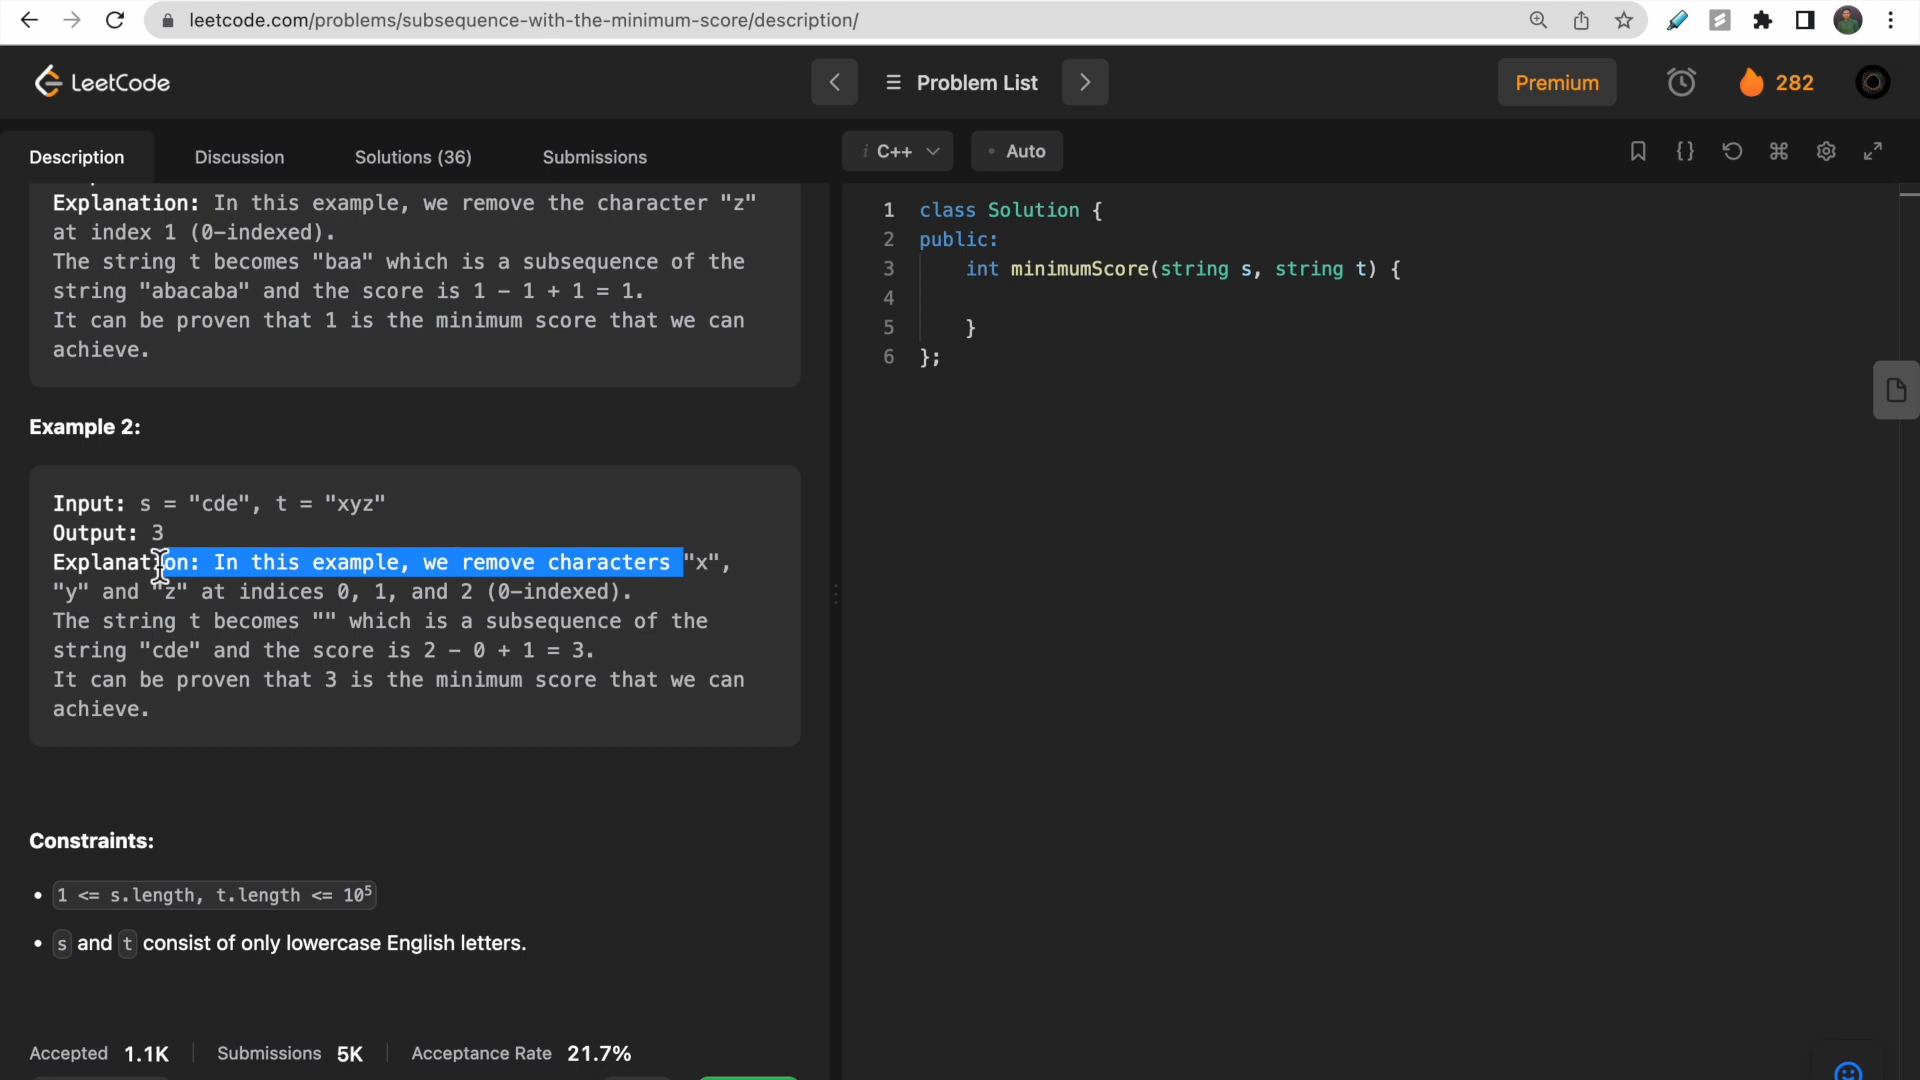 leetcode.com/problems/subsequence-with-the-minimum-score/description/
LeetCode
Problem List
Premium
282
Description
Discussion
Solutions (36)
Submissions
i C++
Auto
Explanation: In this example, we remove the character "z"
at index 1 (0-indexed).
The string t becomes "baa" which is a subsequence of the
string "abacaba" and the score is 1 - 1 + 1 = 1.
It can be proven that 1 is the minimum score that we can
achieve.
Example 2:
Input: s = "cde", t = "xyz"
Output: 3
Explanation: In this example, we remove characters "x",
"y" and "z" at indices 0, 1, and 2 (0-indexed).
The string t becomes "" which is a subsequence of the
string "cde" and the score is 2 - 0 + 1 = 3.
It can be proven that 3 is the minimum score that we can
achieve.
Constraints:
• 1 <= s.length, t.length <= 10⁵
• s and t consist of only lowercase English letters.
Accepted 1.1K
Submissions 5K
Acceptance Rate 21.7%
1 class Solution {
2 public:
3 int minimumScore(string s, string t) {
4
5 }
6 };